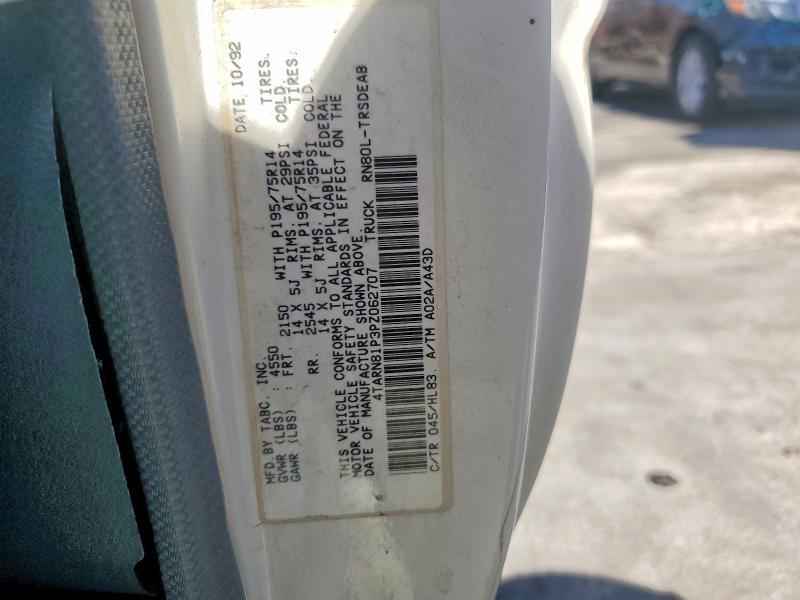 MFD. BY TABC, INC. DATE 10/92
GVWR (LBS) : 4550
GAWR (LBS) : FRT. 2150 WITH P195/75R14 TIRES.
14 X 5J RIMS. AT 29PSI COLD.
RR. 2545 WITH P195/75R14 TIRES.
14 X 5J RIMS. AT 35PSI COLD.
THIS VEHICLE CONFORMS TO ALL APPLICABLE FEDERAL
MOTOR VEHICLE SAFETY STANDARDS IN EFFECT ON THE
DATE OF MANUFACTURE SHOWN ABOVE.
4TARN81P3PZ062707 TRUCK RN80L-TRSDEAB
C/TR 045/HL83. A/TM A02A/A43D